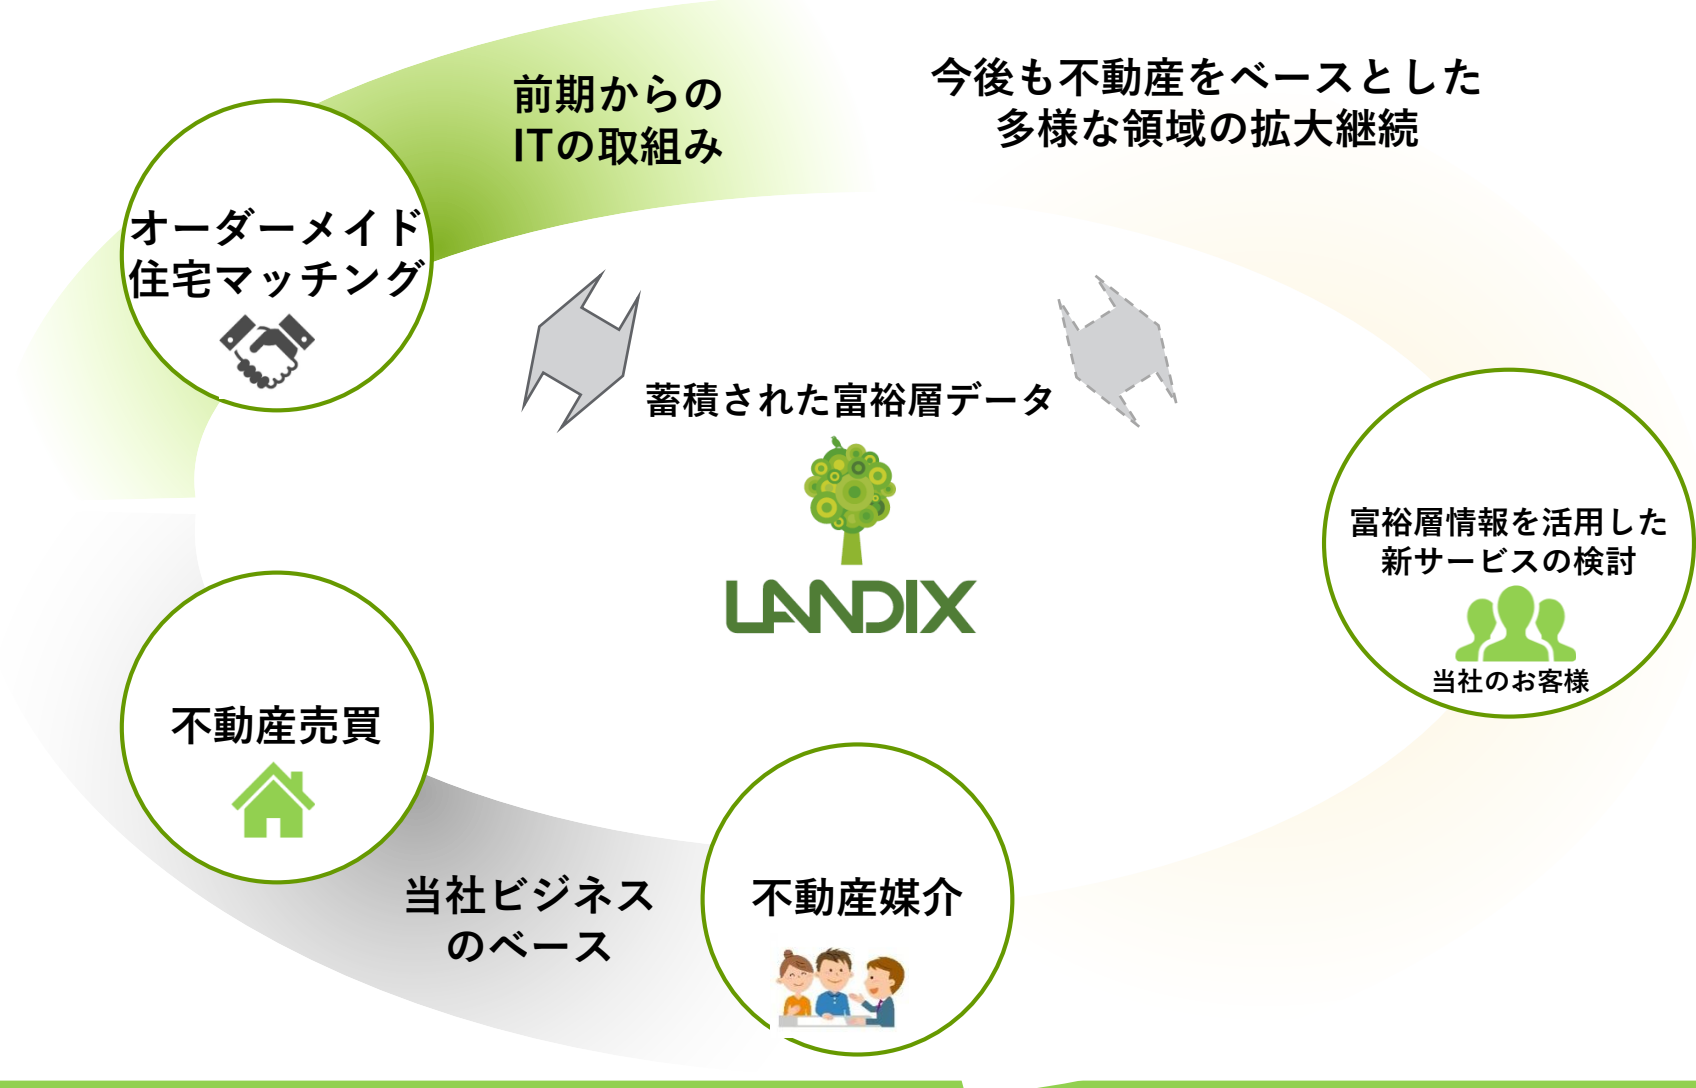 前期からの
ITの取組み
今後も不動産をベースとした
多様な領域の拡大継続
オーダーメイド
住宅マッチング
蓄積された富裕層データ
LANDIX
富裕層情報を活用した
新サービスの検討
当社のお客様
不動産売買
当社ビジネス
のベース
不動産媒介